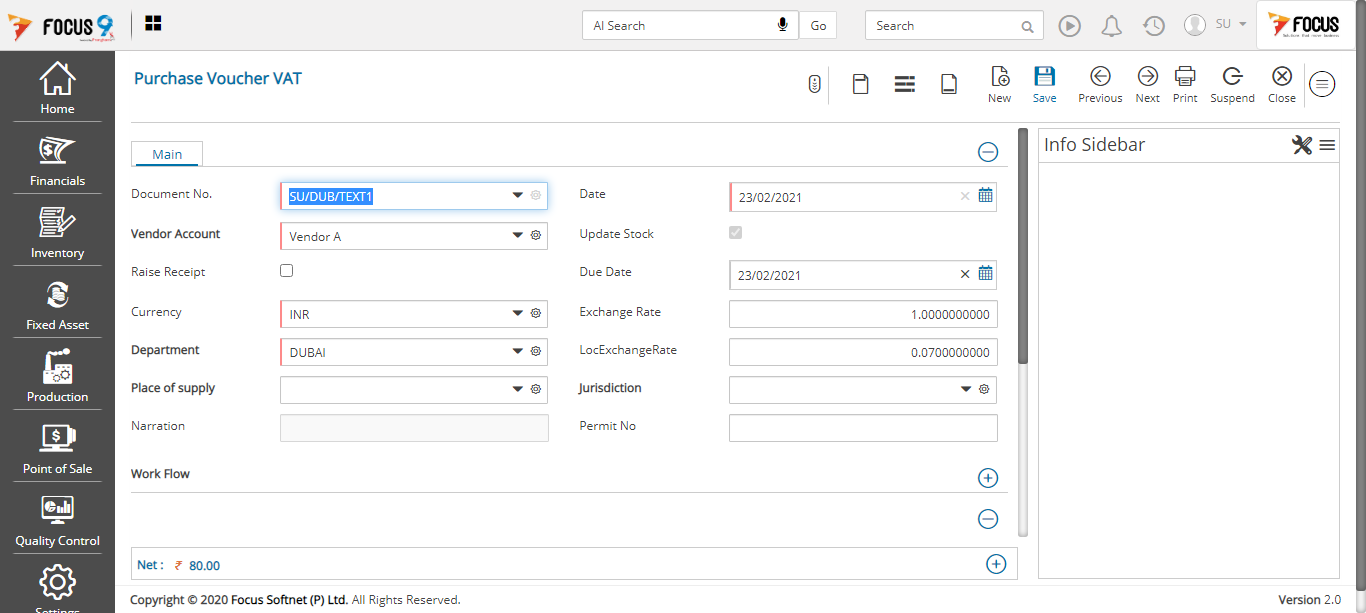 FOCUS 9
AI Search
Go
Search
SU
FOCUS
Home
Financials
Inventory
Fixed Asset
Production
Point of Sale
Quality Control
Settings
Purchase Voucher VAT
New
Save
Previous
Next
Print
Suspend
Close
Main
Document No. SU/DUB/TEXT1 Date 23/02/2021
Vendor Account Vendor A Update Stock
Raise Receipt Due Date 23/02/2021
Currency INR Exchange Rate 1.0000000000
Department DUBAI LocExchangeRate 0.0700000000
Place of supply Jurisdiction
Narration Permit No
Work Flow
Net : ₹ 80.00
Info Sidebar
Copyright © 2020 Focus Softnet (P) Ltd. All Rights Reserved.
Version 2.0